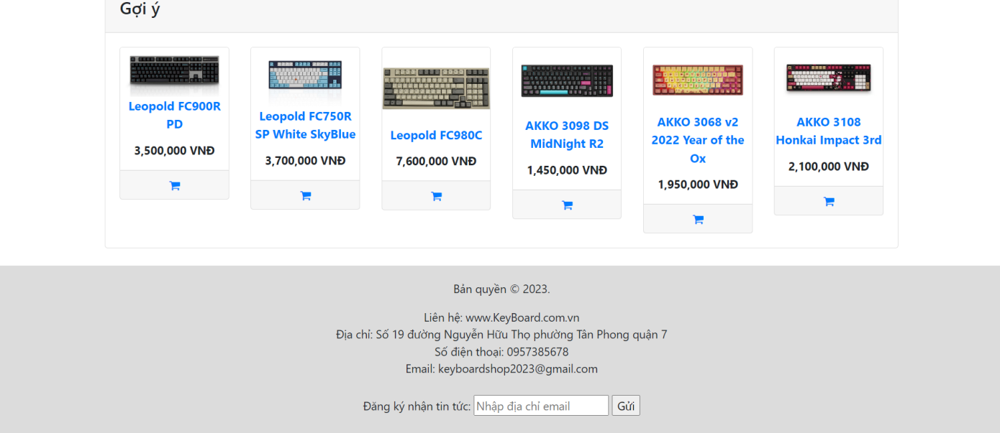 Gợi ý
Leopold FC900R
PD
3,500,000 VNĐ
Leopold FC750R
SP White SkyBlue
3,700,000 VNĐ
Leopold FC980C
7,600,000 VNĐ
AKKO 3098 DS
MidNight R2
1,450,000 VNĐ
AKKO 3068 v2
2022 Year of the
Ox
1,950,000 VNĐ
AKKO 3108
Honkai Impact 3rd
2,100,000 VNĐ
Bản quyền © 2023.
Liên hệ: www.KeyBoard.com.vn
Địa chỉ: Số 19 đường Nguyễn Hữu Thọ phường Tân Phong quận 7
Số điện thoại: 0957385678
Email: keyboardshop2023@gmail.com
Đăng ký nhận tin tức: Nhập địa chỉ email Gửi